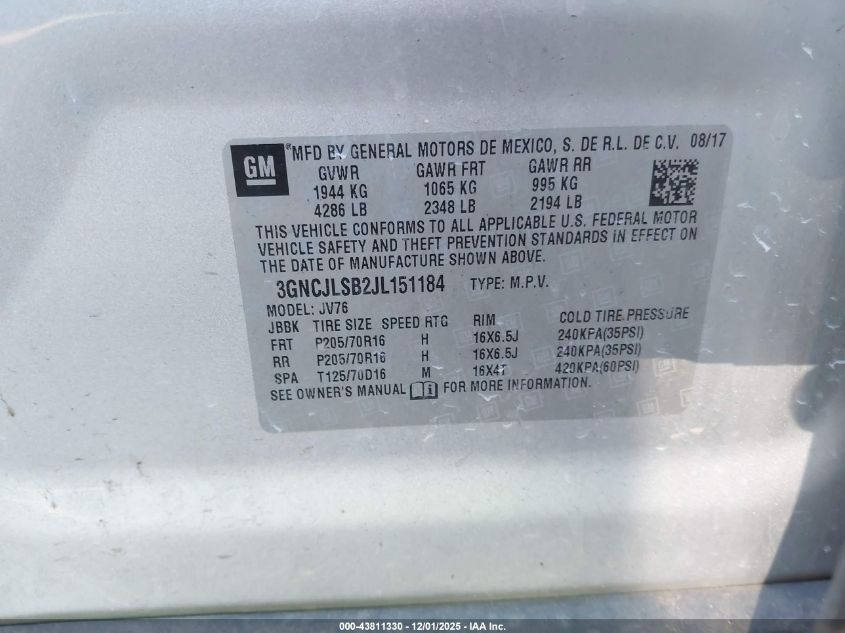 GM
®MFD BY GENERAL MOTORS DE MEXICO, S. DE R.L. DE C.V. 08/17
GVWR GAWR FRT GAWR RR
1944 KG 1065 KG 995 KG
4286 LB 2348 LB 2194 LB
THIS VEHICLE CONFORMS TO ALL APPLICABLE U.S. FEDERAL MOTOR
VEHICLE SAFETY AND THEFT PREVENTION STANDARDS IN EFFECT ON
THE DATE OF MANUFACTURE SHOWN ABOVE.
3GNCJLSB2JL151184 TYPE: M.P.V.
MODEL: JV76
JBBK TIRE SIZE SPEED RTG RIM COLD TIRE PRESSURE
FRT P205/70R16 H 16X6.5J 240KPA(35PSI)
RR P205/70R16 H 16X6.5J 240KPA(35PSI)
SPA T125/70D16 M 16X4T 420KPA(60PSI)
SEE OWNER'S MANUAL FOR MORE INFORMATION.
000-43811330 - 12/01/2025 - IAA Inc.